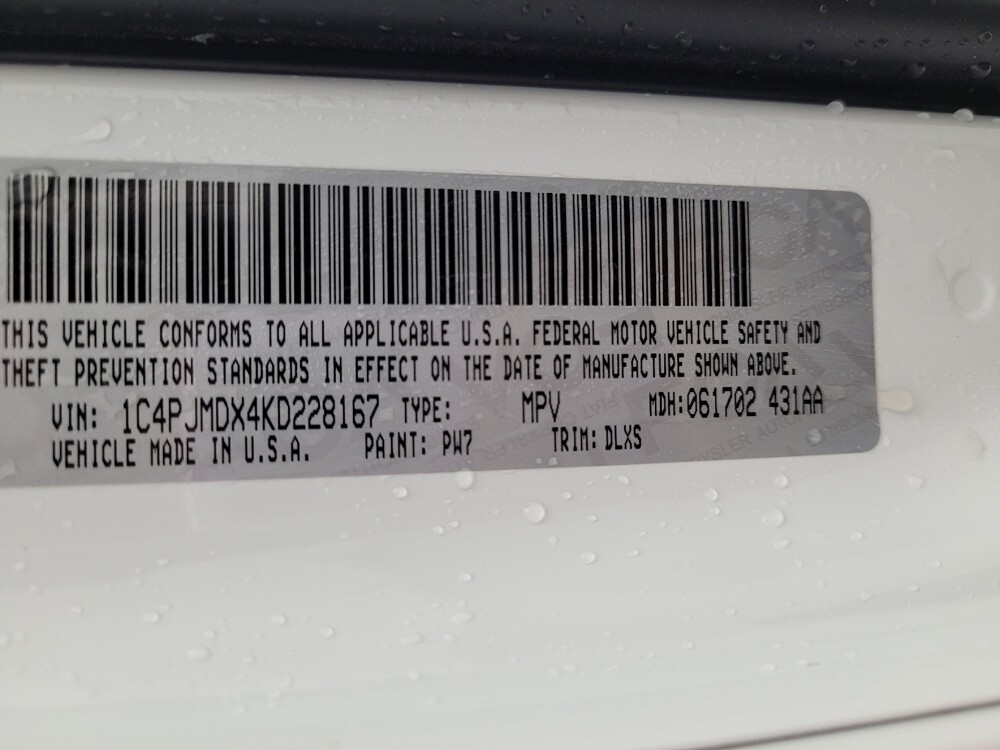 THIS VEHICLE CONFORMS TO ALL APPLICABLE U.S.A. FEDERAL MOTOR VEHICLE SAFETY AND
THEFT PREVENTION STANDARDS IN EFFECT ON THE DATE OF MANUFACTURE SHOWN ABOVE.
VIN: 1C4PJMDX4KD228167 TYPE: MPV MDH:061702 431AA
VEHICLE MADE IN U.S.A. PAINT: PW7 TRIM: DLXS